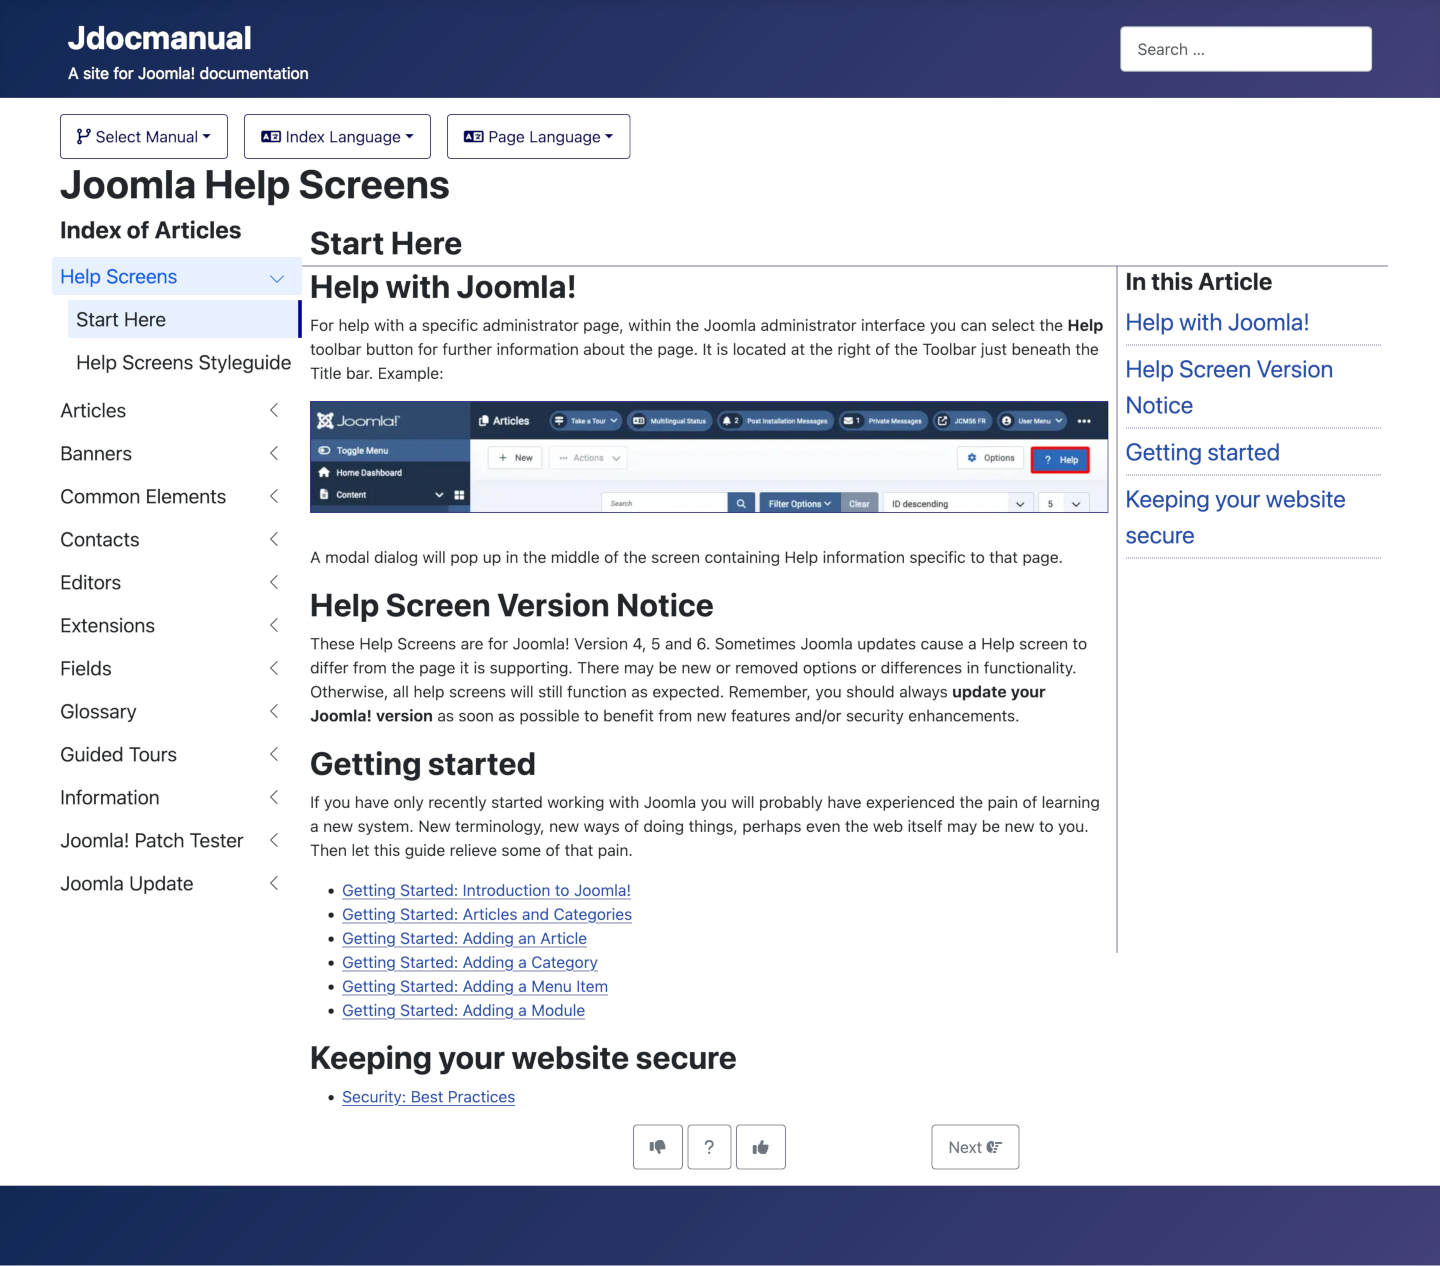 Jdocmanual
A site for Joomla! documentation
Search ...
Select Manual
Index Language
Page Language
Joomla Help Screens
Index of Articles
Help Screens
Start Here
Help Screens Styleguide
Articles
Banners
Common Elements
Contacts
Editors
Extensions
Fields
Glossary
Guided Tours
Information
Joomla! Patch Tester
Joomla Update
Start Here
Help with Joomla!
For help with a specific administrator page, within the Joomla administrator interface you can select the Help
toolbar button for further information about the page. It is located at the right of the Toolbar just beneath the
Title bar. Example:
Joomla!
Articles
Take a Tour
Multilingual Status
2 Post Installation Messages
1 Private Messages
JCMS6 FR
User Menu
Toggle Menu
Home Dashboard
Content
+ New
Actions
Options
? Help
Search
Filter Options
Clear
ID descending
5
A modal dialog will pop up in the middle of the screen containing Help information specific to that page.
Help Screen Version Notice
These Help Screens are for Joomla! Version 4, 5 and 6. Sometimes Joomla updates cause a Help screen to
differ from the page it is supporting. There may be new or removed options or differences in functionality.
Otherwise, all help screens will still function as expected. Remember, you should always update your
Joomla! version as soon as possible to benefit from new features and/or security enhancements.
Getting started
If you have only recently started working with Joomla you will probably have experienced the pain of learning
a new system. New terminology, new ways of doing things, perhaps even the web itself may be new to you.
Then let this guide relieve some of that pain.
Getting Started: Introduction to Joomla!
Getting Started: Articles and Categories
Getting Started: Adding an Article
Getting Started: Adding a Category
Getting Started: Adding a Menu Item
Getting Started: Adding a Module
Keeping your website secure
Security: Best Practices
In this Article
Help with Joomla!
Help Screen Version
Notice
Getting started
Keeping your website
secure
?
Next